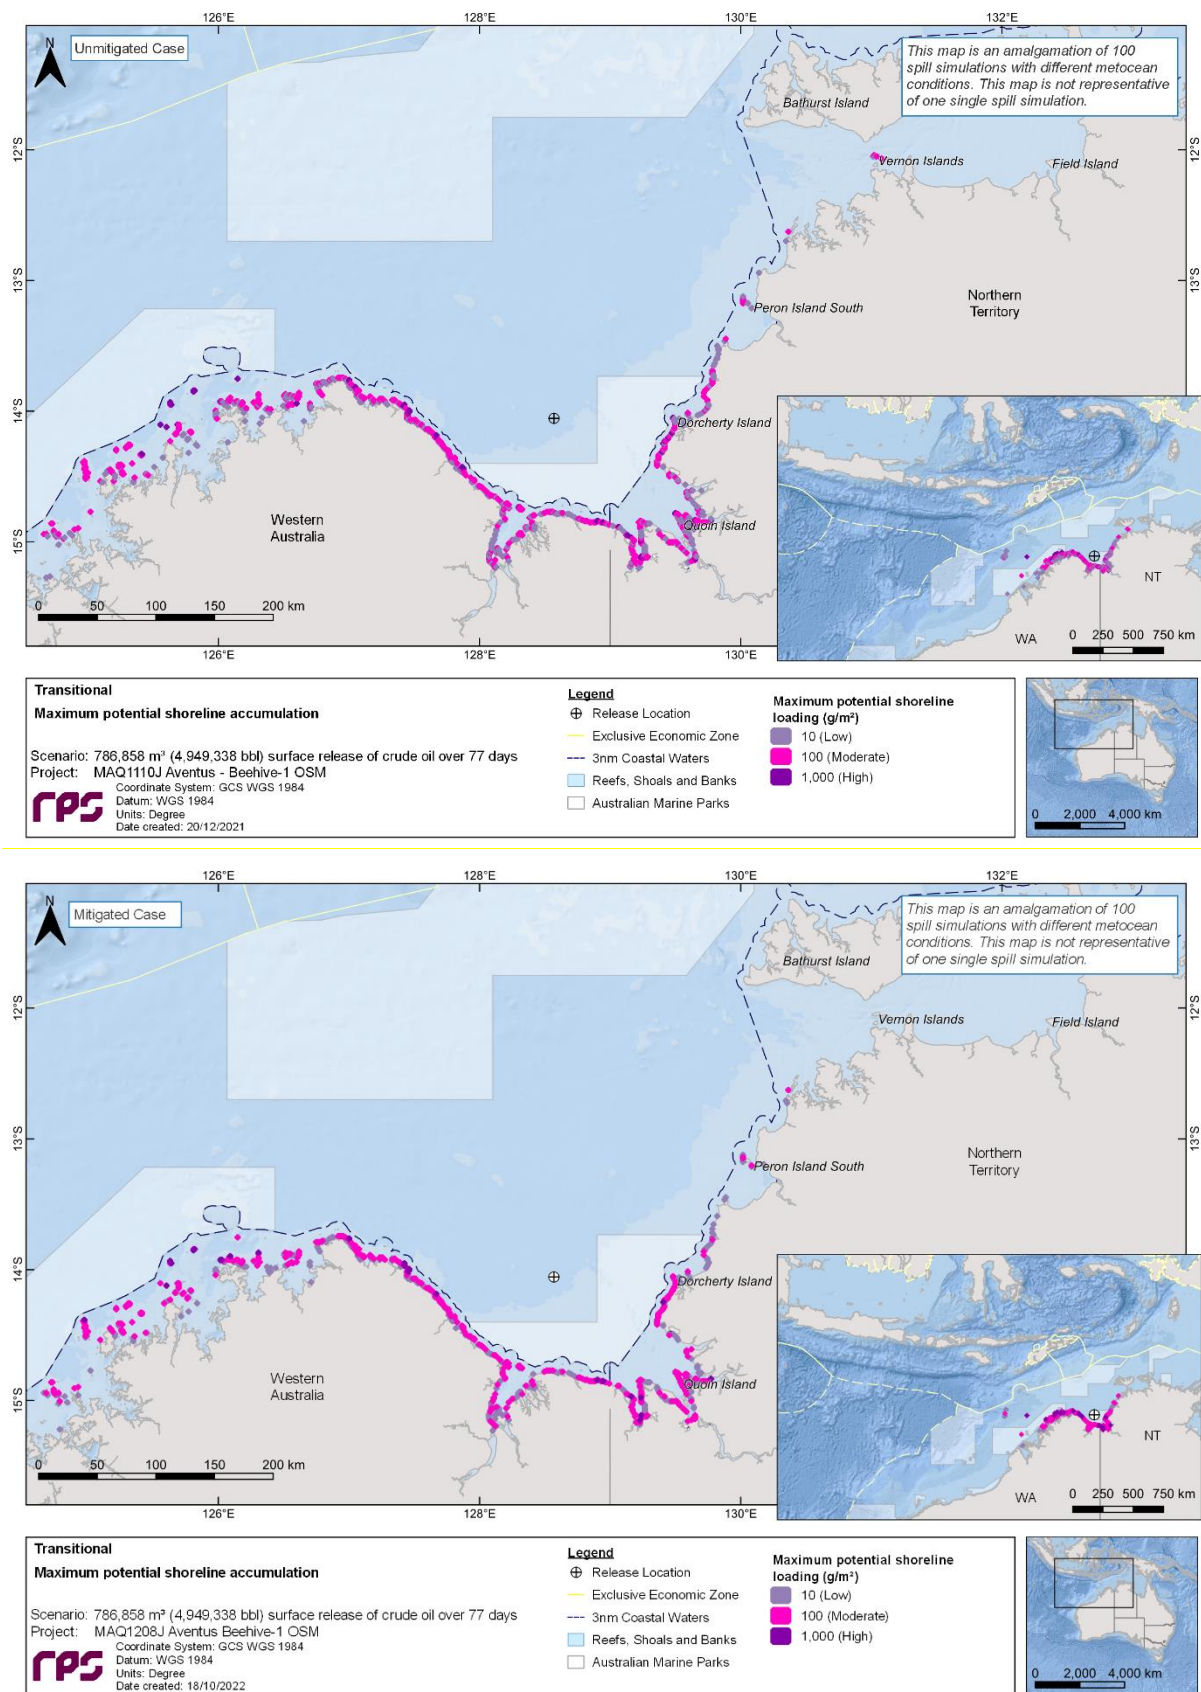 126°E 128°E 130°E 132°E
N
Unmitigated Case
This map is an amalgamation of 100
spill simulations with different metocean
conditions. This map is not representative
of one single spill simulation.
Bathurst Island
12°S 12°S
Vernon Islands
Field Island
13°S 13°S
Northern
Territory
Peron Island South
14°S
Dorcherty Island
Western
Australia
Quoin Island
15°S
0 50 100 150 200 km
NT
WA
0 250 500 750 km
126°E 128°E 130°E
Transitional
Maximum potential shoreline accumulation
Scenario: 786,858 m³ (4,949,338 bbl) surface release of crude oil over 77 days
Project: MAQ1110J Aventus - Beehive-1 OSM
rps
Coordinate System: GCS WGS 1984
Datum: WGS 1984
Units: Degree
Date created: 20/12/2021
Legend
Release Location
Exclusive Economic Zone
3nm Coastal Waters
Reefs, Shoals and Banks
Australian Marine Parks
Maximum potential shoreline
loading (g/m²)
10 (Low)
100 (Moderate)
1,000 (High)
0 2,000 4,000 km
126°E 128°E 130°E 132°E
N
Mitigated Case
This map is an amalgamation of 100
spill simulations with different metocean
conditions. This map is not representative
of one single spill simulation.
Bathurst Island
12°S 12°S
Vernon Islands
Field Island
13°S 13°S
Northern
Territory
Peron Island South
14°S
Dorcherty Island
Western
Australia
Quoin Island
15°S
0 50 100 150 200 km
NT
WA
0 250 500 750 km
126°E 128°E 130°E
Transitional
Maximum potential shoreline accumulation
Scenario: 786,858 m³ (4,949,338 bbl) surface release of crude oil over 77 days
Project: MAQ1208J Aventus Beehive-1 OSM
rps
Coordinate System: GCS WGS 1984
Datum: WGS 1984
Units: Degree
Date created: 18/10/2022
Legend
Release Location
Exclusive Economic Zone
3nm Coastal Waters
Reefs, Shoals and Banks
Australian Marine Parks
Maximum potential shoreline
loading (g/m²)
10 (Low)
100 (Moderate)
1,000 (High)
0 2,000 4,000 km